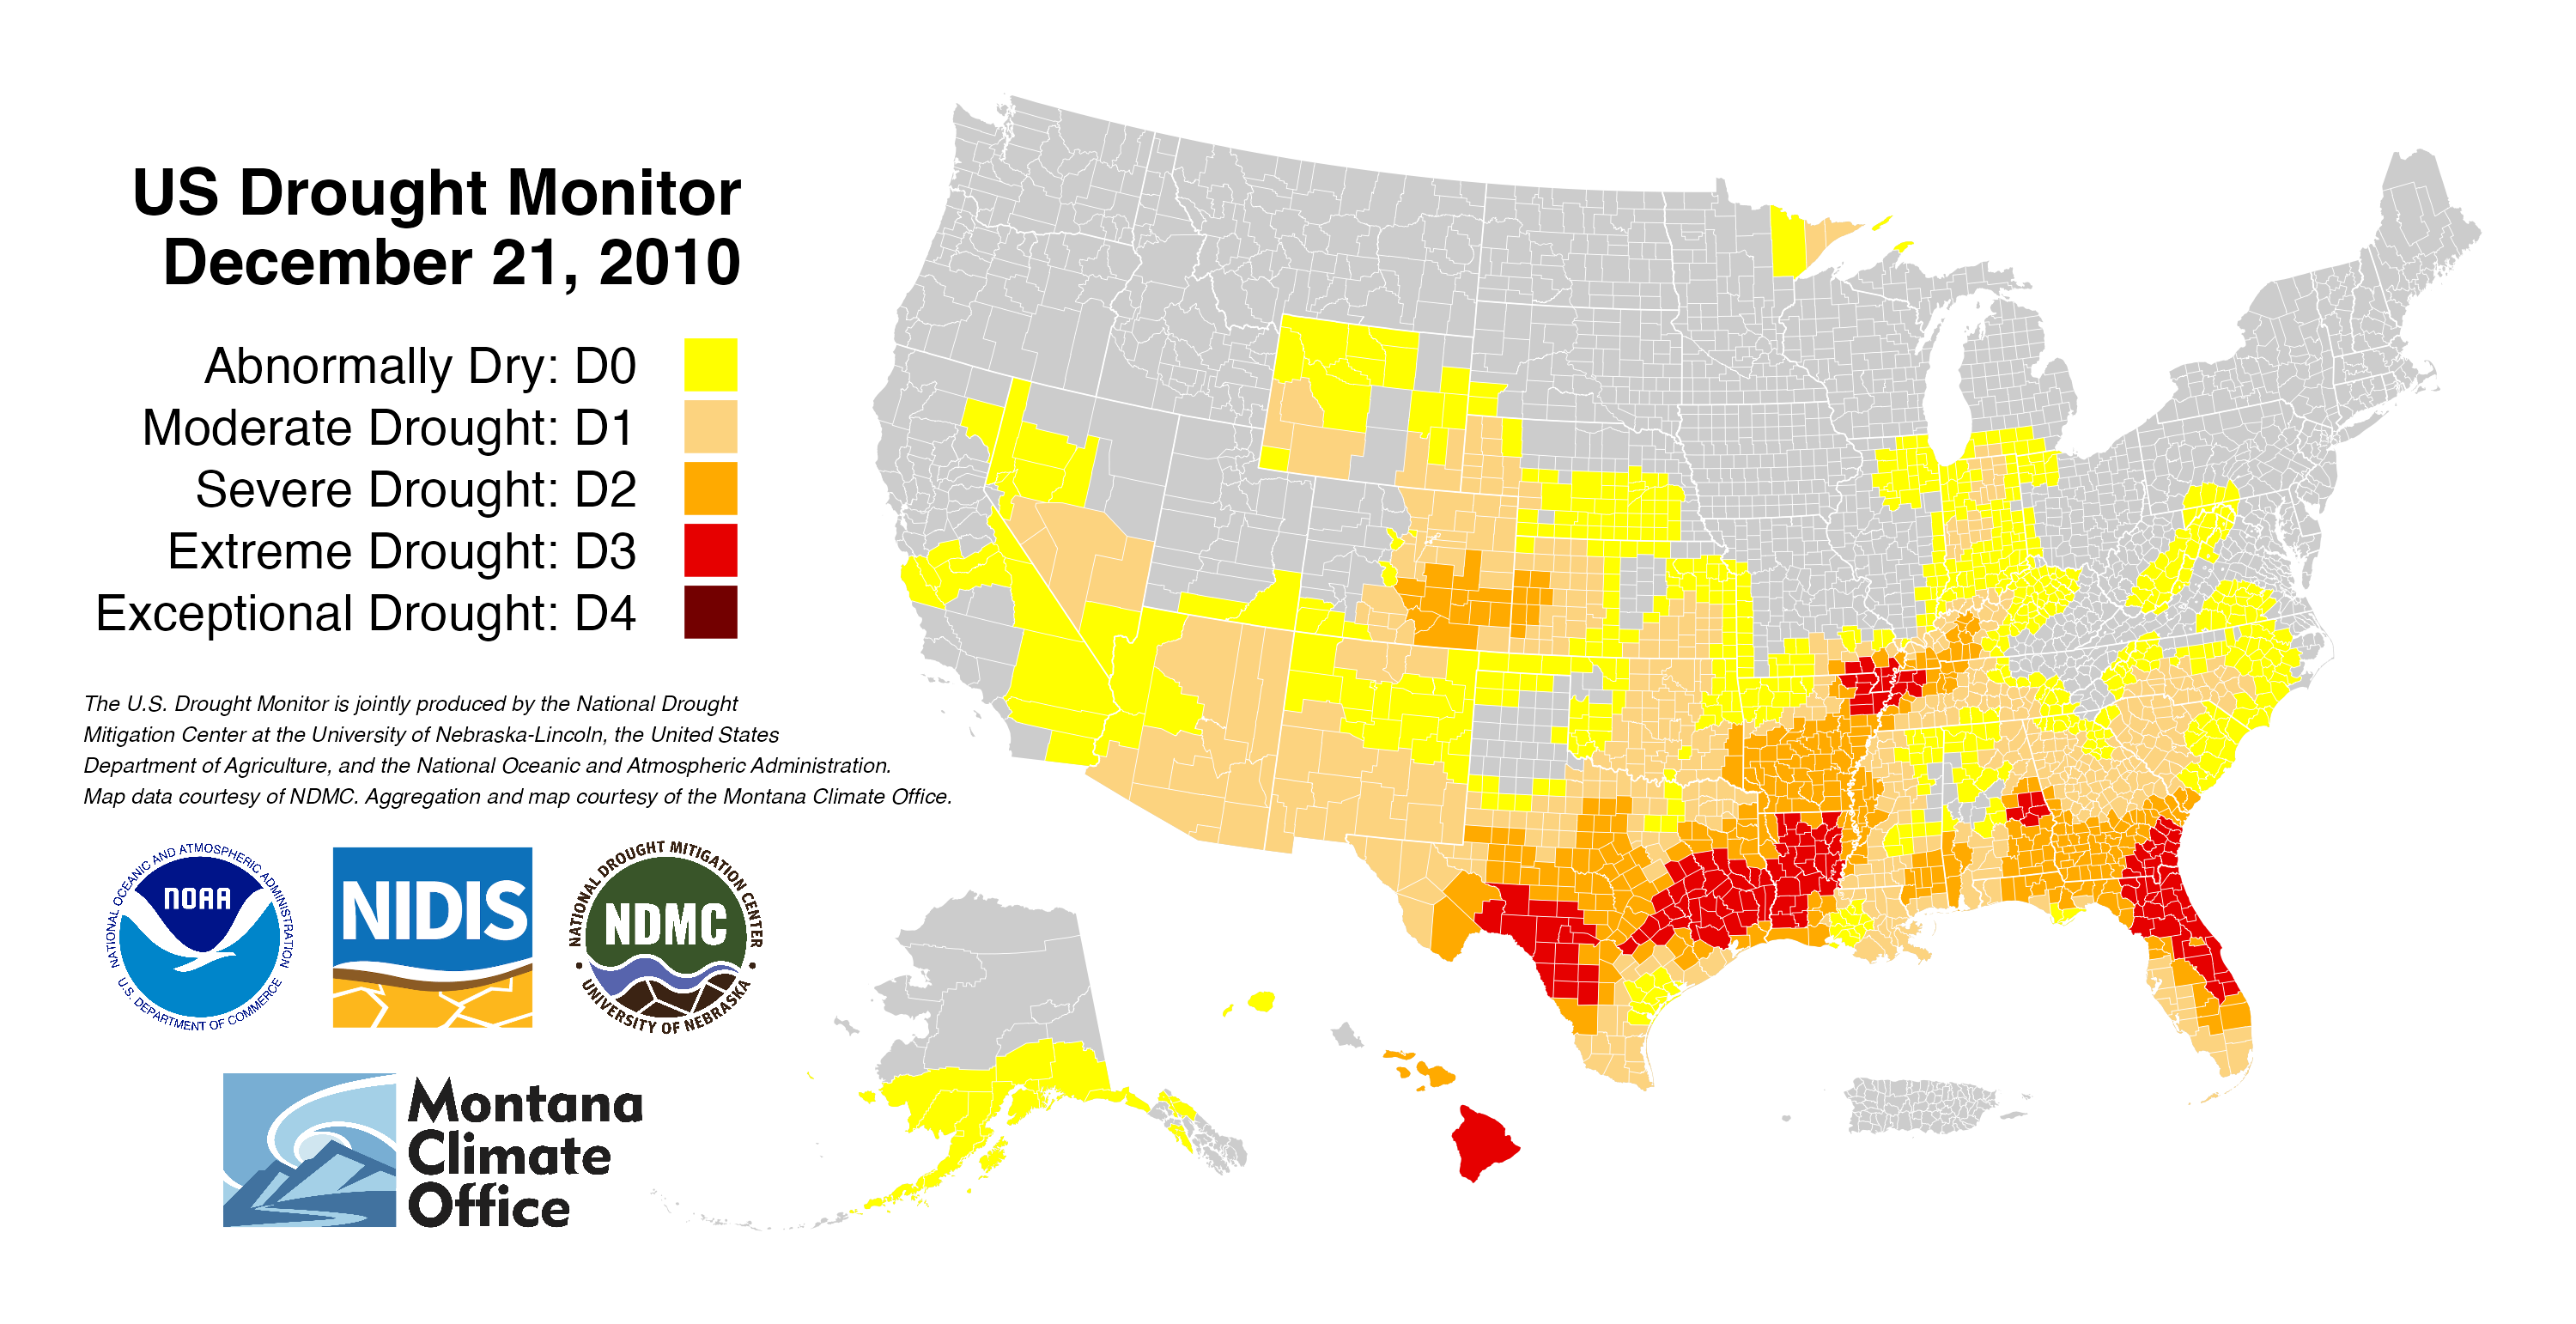 US Drought Monitor
December 21, 2010
Abnormally Dry: D0
Moderate Drought: D1
Severe Drought: D2
Extreme Drought: D3
Exceptional Drought: D4
The U.S. Drought Monitor is jointly produced by the National Drought
Mitigation Center at the University of Nebraska-Lincoln, the United States
Department of Agriculture, and the National Oceanic and Atmospheric Administration.
Map data courtesy of NDMC. Aggregation and map courtesy of the Montana Climate Office.
NATIONAL OCEANIC AND ATMOSPHERIC ADMINISTRATION
NOAA
U.S. DEPARTMENT OF COMMERCE
NIDIS
NATIONAL DROUGHT MITIGATION CENTER
NDMC
UNIVERSITY OF NEBRASKA
Montana
Climate
Office